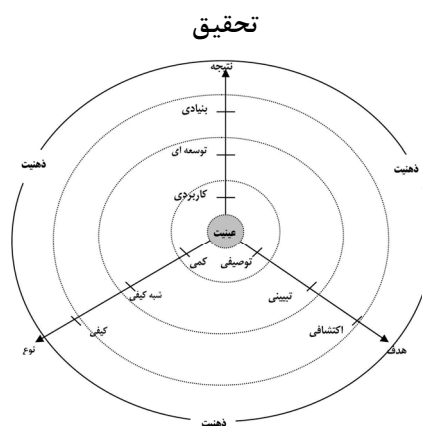 تحقیق
نتیجه
بنیادی
توسعه ای
ذهنیت
ذهنیت
کاربردی
عینیت
کمی
توصیفی
شبه کیفی
تبیینی
کیفی
اکتشافی
نوع
هدف
ذهنیت